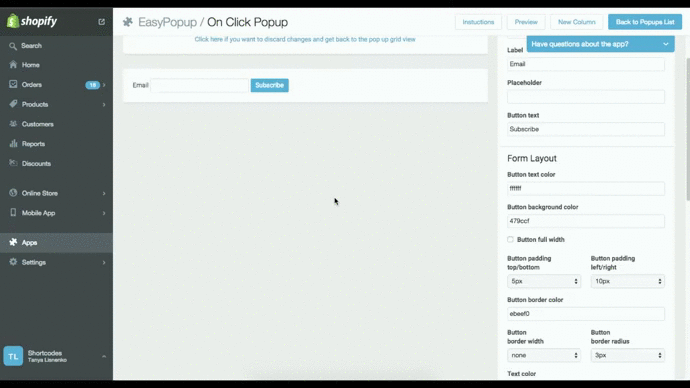 shopify
EasyPopup / On Click Popup
Instuctions
Preview
New Column
Back to Popups List
Search
Home
Orders
16
Products
Customers
Reports
Discounts
Online Store
Mobile App
Apps
Settings
TL
Shortcodes
Tanya Lisnenko
Click here if you want to discard changes and get back to the pop up grid view
Email
Subscribe
Have questions about the app?
Label
Email
Placeholder
Button text
Subscribe
Form Layout
Button text color
ffffff
Button background color
479ccf
Button full width
Button padding
top/bottom
Button padding
left/right
5px
10px
Button border color
ebeef0
Button
border width
Button
border radius
none
3px
Text color